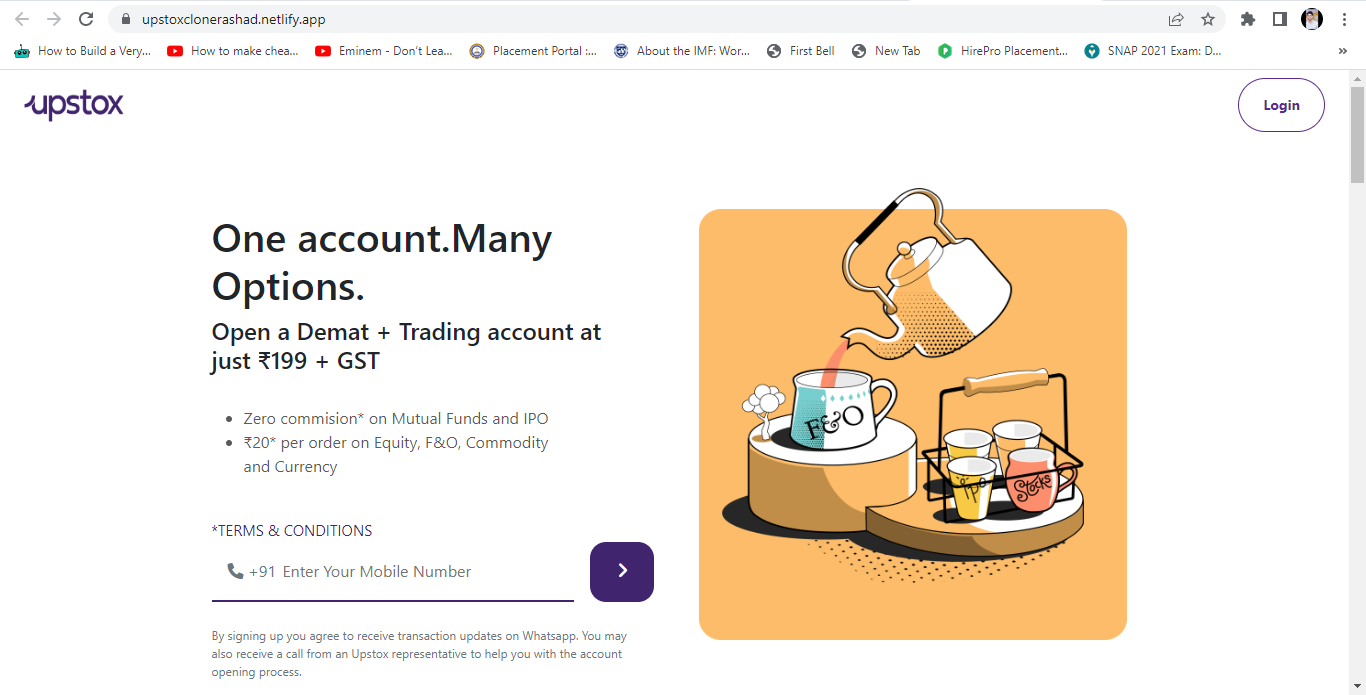 upstoxclonerashad.netlify.app
How to Build a Very... How to make chea... Eminem - Don't Lea... Placement Portal :... About the IMF: Wor... First Bell New Tab HirePro Placement... SNAP 2021 Exam: D... »
upstox
Login
One account.Many
Options.
Open a Demat + Trading account at
just ₹199 + GST
Zero commision* on Mutual Funds and IPO
₹20* per order on Equity, F&O, Commodity
and Currency
*TERMS & CONDITIONS
+91 Enter Your Mobile Number
By signing up you agree to receive transaction updates on Whatsapp. You may
also receive a call from an Upstox representative to help you with the account
opening process.
F&O
Ipo
Stocks